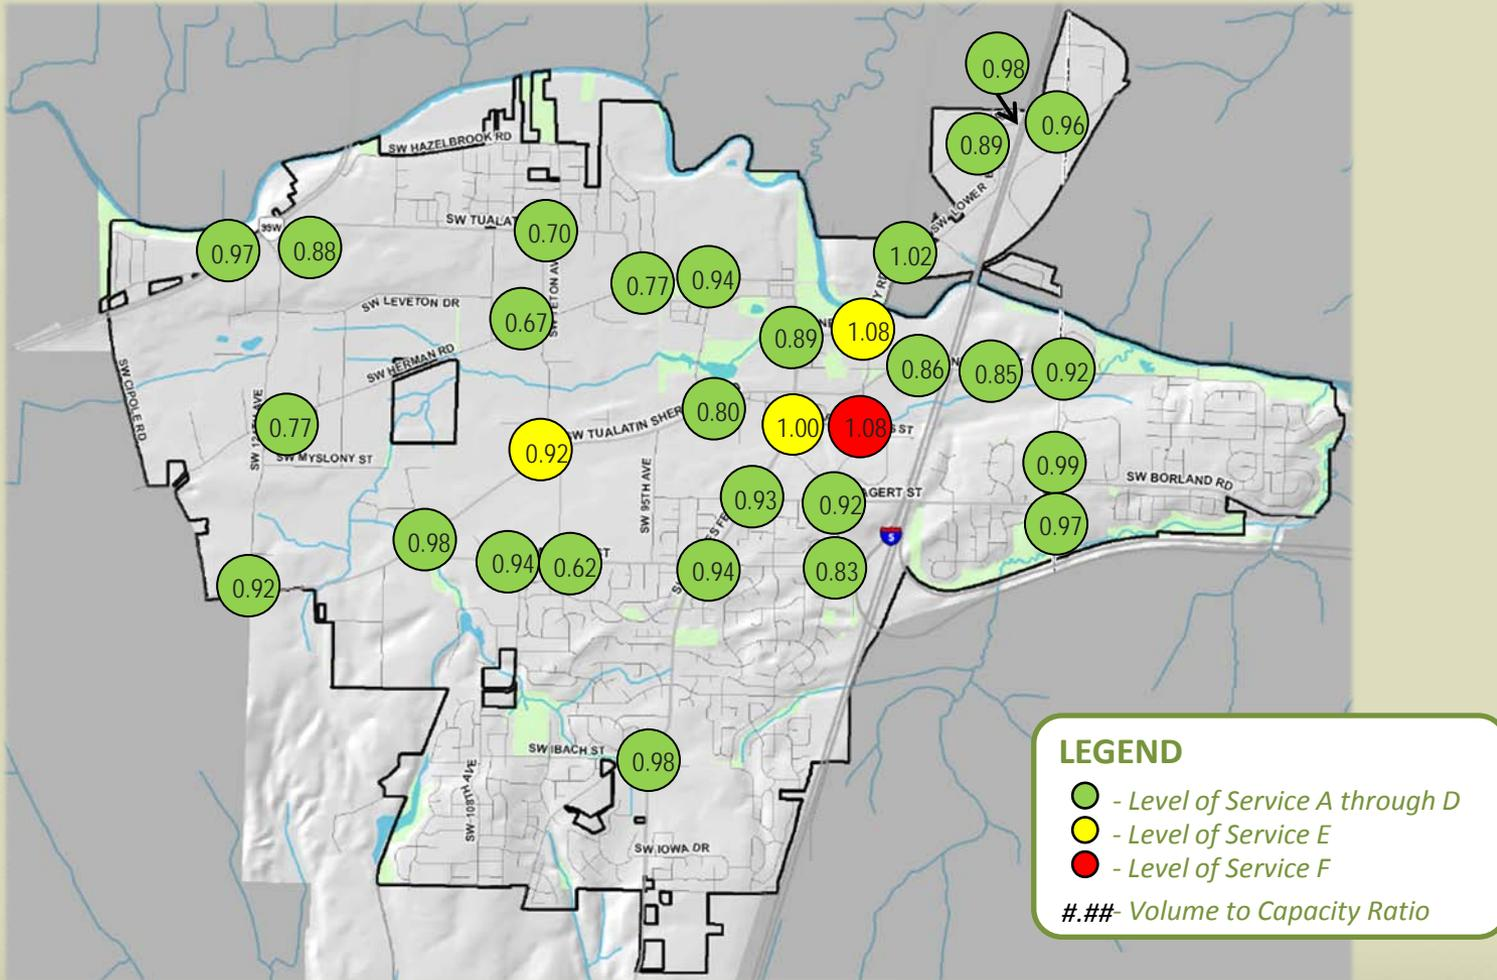 0.98
0.96
0.89
SW HAZELBROOK RD
SW TUALAT
0.70
99W
0.97
0.88
SW LOWER
1.02
0.77
0.94
SW LEVETON DR
0.67
0.89
1.08
0.86
0.85
0.92
SW HERMAN RD
SW CIPOLE RD
0.77
0.80
1.00
1.08
ST
SW TUALATIN SHER
0.92
SW MYSLONY ST
SW 95TH AVE
0.99
SW BORLAND RD
0.93
0.92
AGERT ST
0.97
5
0.98
0.94
0.62
ST
0.94
0.83
0.92
SW IBACH ST
0.98
SW 108TH AVE
SW IOWA DR
LEGEND
- Level of Service A through D
- Level of Service E
- Level of Service F
#.##- Volume to Capacity Ratio